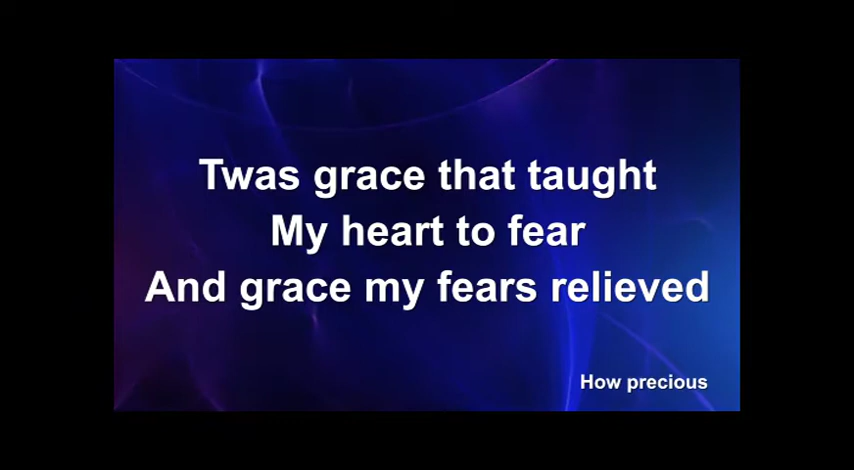 Twas grace that taught
My heart to fear
And grace my fears relieved
How precious